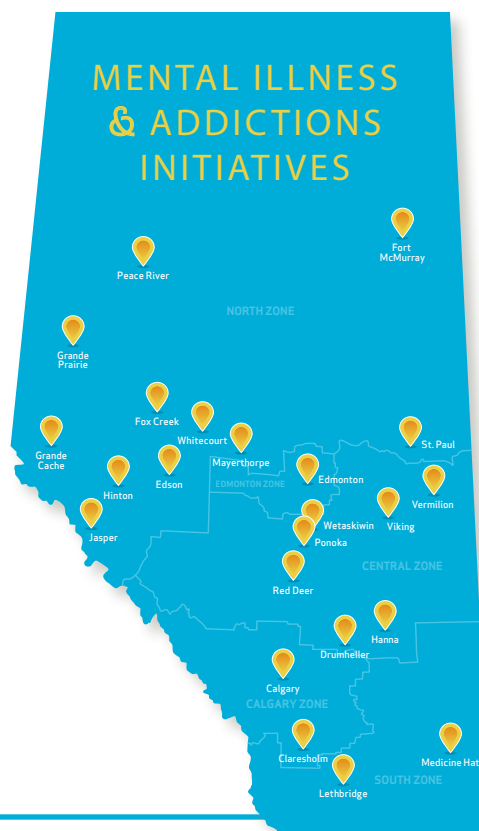 MENTAL ILLNESS
& ADDICTIONS
INITIATIVES
Fort
McMurray
Peace River
NORTH ZONE
Grande
Prairie
Fox Creek
Whitecourt
St. Paul
Grande
Cache
Mayerthorpe
Edson
EDMONTON ZONE
Edmonton
Hinton
Vermilion
Jasper
Wetaskiwin
Viking
Ponoka
CENTRAL ZONE
Red Deer
Hanna
Drumheller
Calgary
CALGARY ZONE
Claresholm
Medicine Hat
SOUTH ZONE
Lethbridge